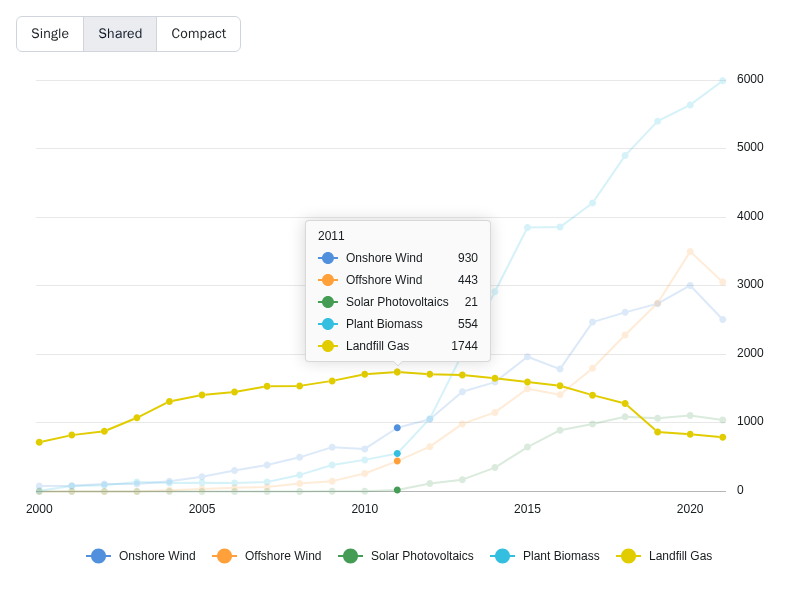 Single Shared Compact
6000
5000
4000
3000
2000
1000
0
2011
Onshore Wind 930
Offshore Wind 443
Solar Photovoltaics 21
Plant Biomass 554
Landfill Gas 1744
2000 2005 2010 2015 2020
Onshore Wind Offshore Wind Solar Photovoltaics Plant Biomass Landfill Gas